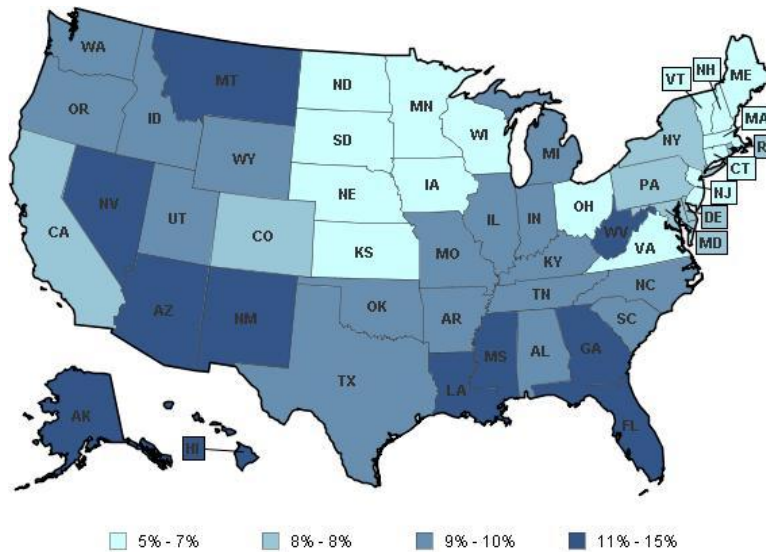 WA
MT
ND
MN
VT
NH
ME
OR
ID
SD
WI
MI
NY
MA
R
WY
NE
IA
PA
CT
NJ
NV
UT
CO
IL
IN
OH
DE
CA
KS
MO
WV
VA
MD
KY
AZ
NM
OK
AR
TN
NC
SC
TX
LA
MS
AL
GA
AK
HI
FL
5% - 7%
8% - 8%
9% - 10%
11% - 15%